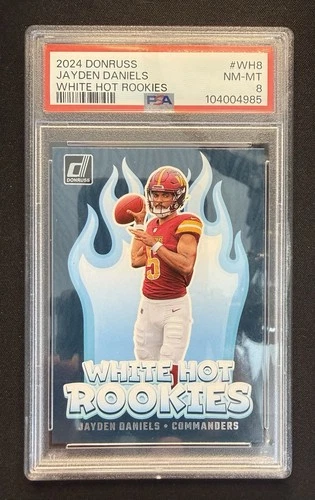 2024 DONRUSS #WH8
JAYDEN DANIELS NM-MT
WHITE HOT ROOKIES PSA 8
104004985
D
DONRUSS
5
WHITE HOT
ROOKIES
JAYDEN DANIELS • COMMANDERS